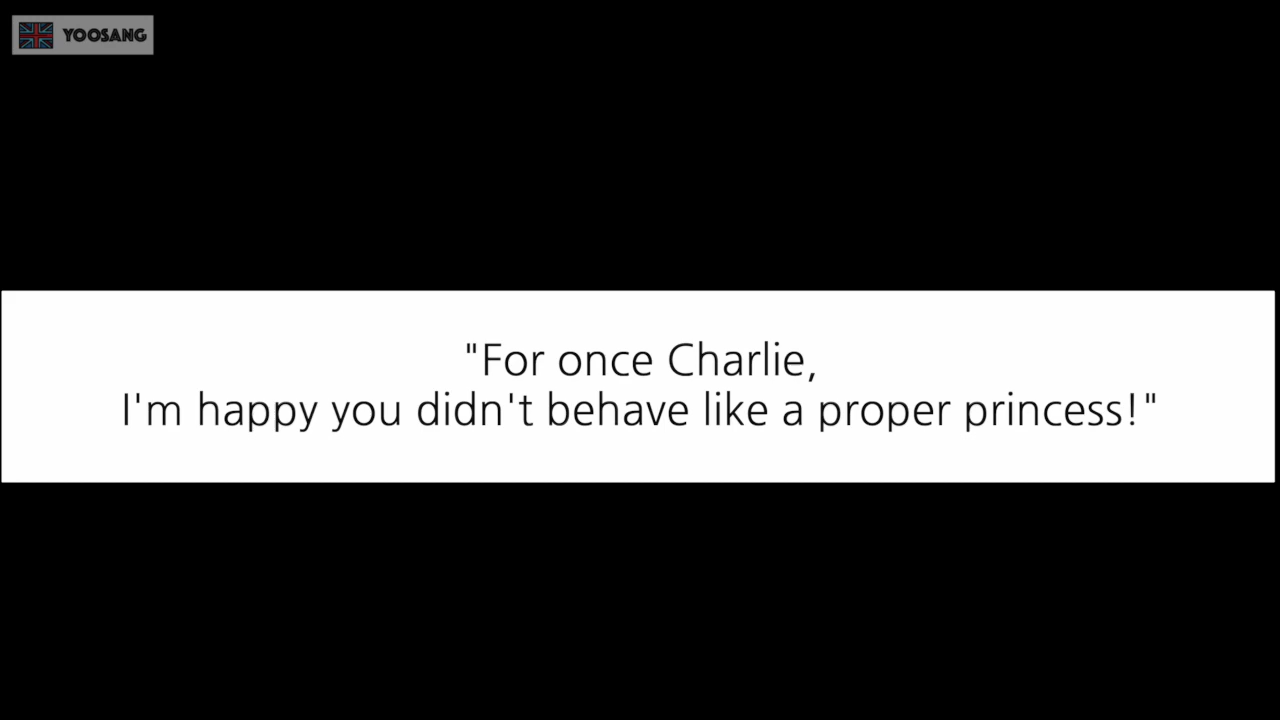 YOOSANG
"For once Charlie,
I'm happy you didn't behave like a proper princess!"